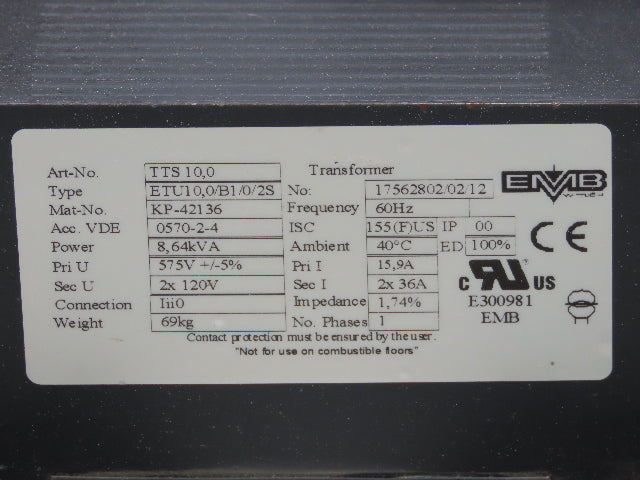 Art-No. TTS 10,0 Transformer
Type ETU10,0/B1/0/2S No: 17562802/02/12 EMB
Mat-No. KP-42136 Frequency 60Hz
Acc. VDE 0570-2-4 ISC 155(F)US IP 00 CE
Power 8,64kVA Ambient 40°C ED 100%
Pri U 575V +/-5% Pri I 15,9A
Sec U 2x 120V Sec I 2x 36A c US
Connection Iii0 Impedance 1,74% E300981
Weight 69kg No. Phases 1 EMB
Contact protection must be ensured by the user.
"Not for use on combustible floors"